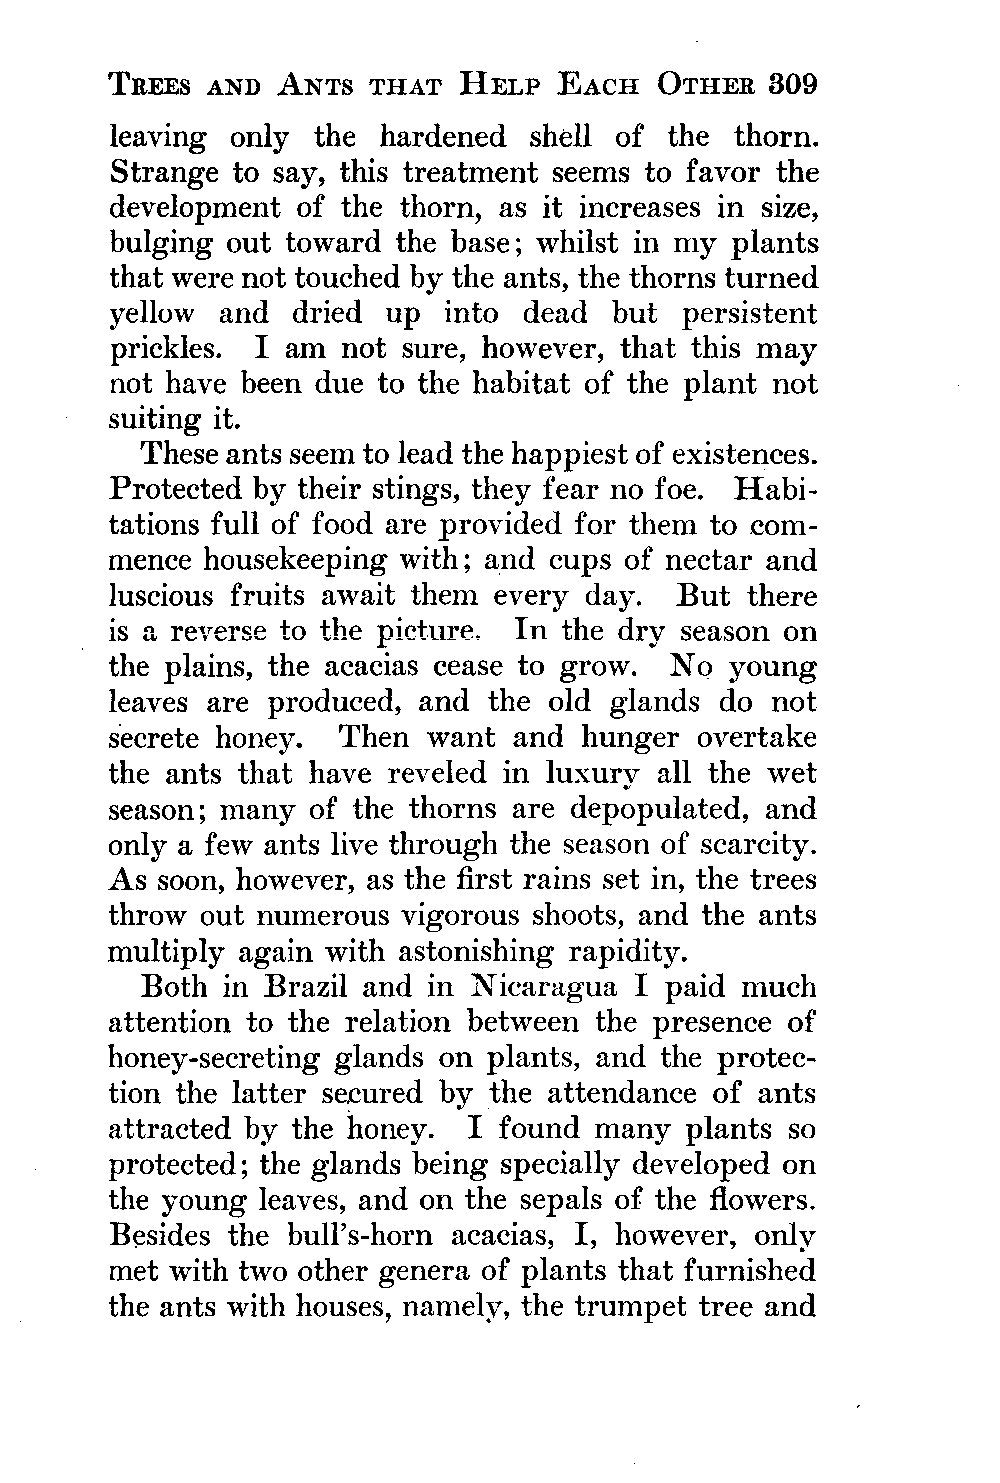 TREES AND ANTS THAT HELP EACH OTHER 309
leaving only the hardened shell of the thorn.
Strange to say, this treatment seems to favor the
development of the thorn, as it increases in size,
bulging out toward the base; whilst in my plants
that were not touched by the ants, the thorns turned
yellow and dried up into dead but persistent
prickles. I am not sure, however, that this may
not have been due to the habitat of the plant not
suiting it.
These ants seem to lead the happiest of existences.
Protected by their stings, they fear no foe. Habi-
tations full of food are provided for them to com-
mence housekeeping with; and cups of nectar and
luscious fruits await them every day. But there
is a reverse to the picture. In the dry season on
the plains, the acacias cease to grow. No young
leaves are produced, and the old glands do not
secrete honey. Then want and hunger overtake
the ants that have reveled in luxury all the wet
season; many of the thorns are depopulated, and
only a few ants live through the season of scarcity.
As soon, however, as the first rains set in, the trees
throw out numerous vigorous shoots, and the ants
multiply again with astonishing rapidity.
Both in Brazil and in Nicaragua I paid much
attention to the relation between the presence of
honey-secreting glands on plants, and the protec-
tion the latter secured by the attendance of ants
attracted by the honey. I found many plants so
protected; the glands being specially developed on
the young leaves, and on the sepals of the flowers.
Besides the bull's-horn acacias, I, however, only
met with two other genera of plants that furnished
the ants with houses, namely, the trumpet tree and